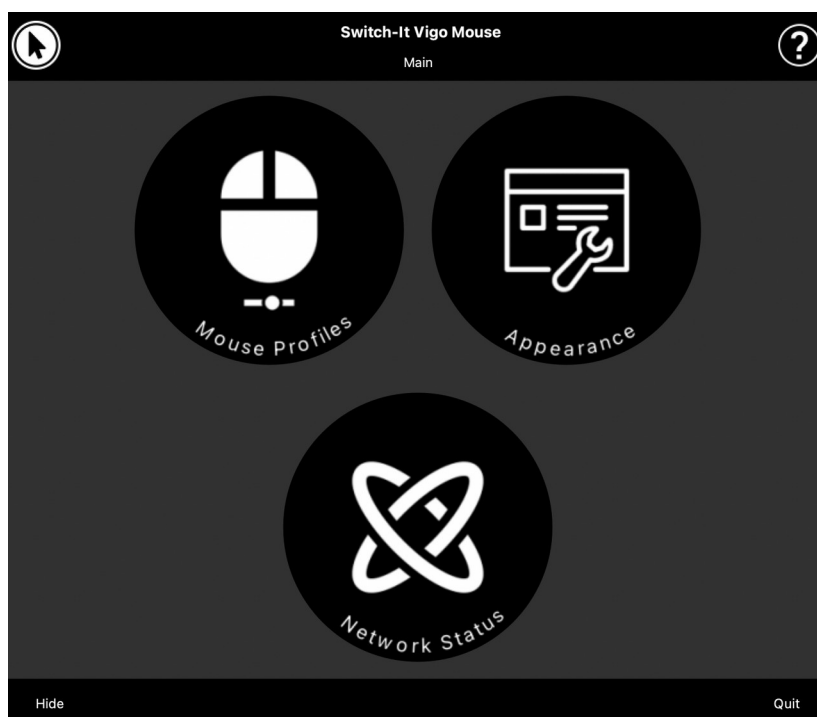 Switch-It Vigo Mouse
Main
?
Mouse Profiles
Appearance
Network Status
Hide
Quit